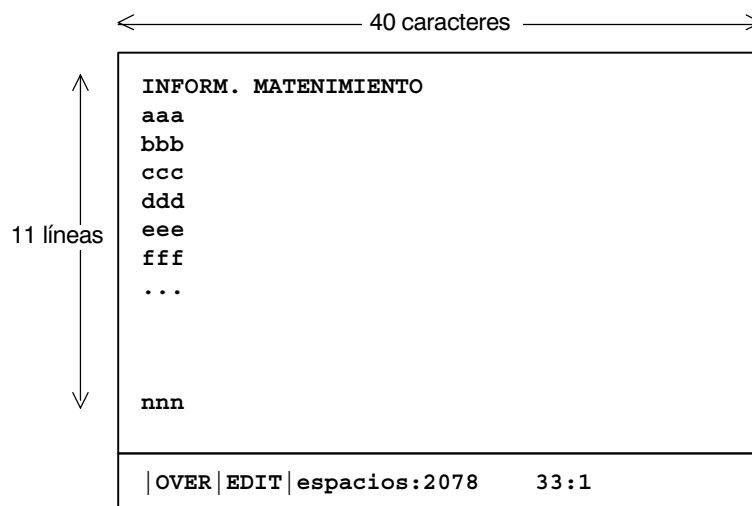 40 caracteres
INFORM. MATENIMIENTO
aaa
bbb
ccc
ddd
eee
11 líneas
fff
...
nnn
|OVER|EDIT|espacios:2078 33:1